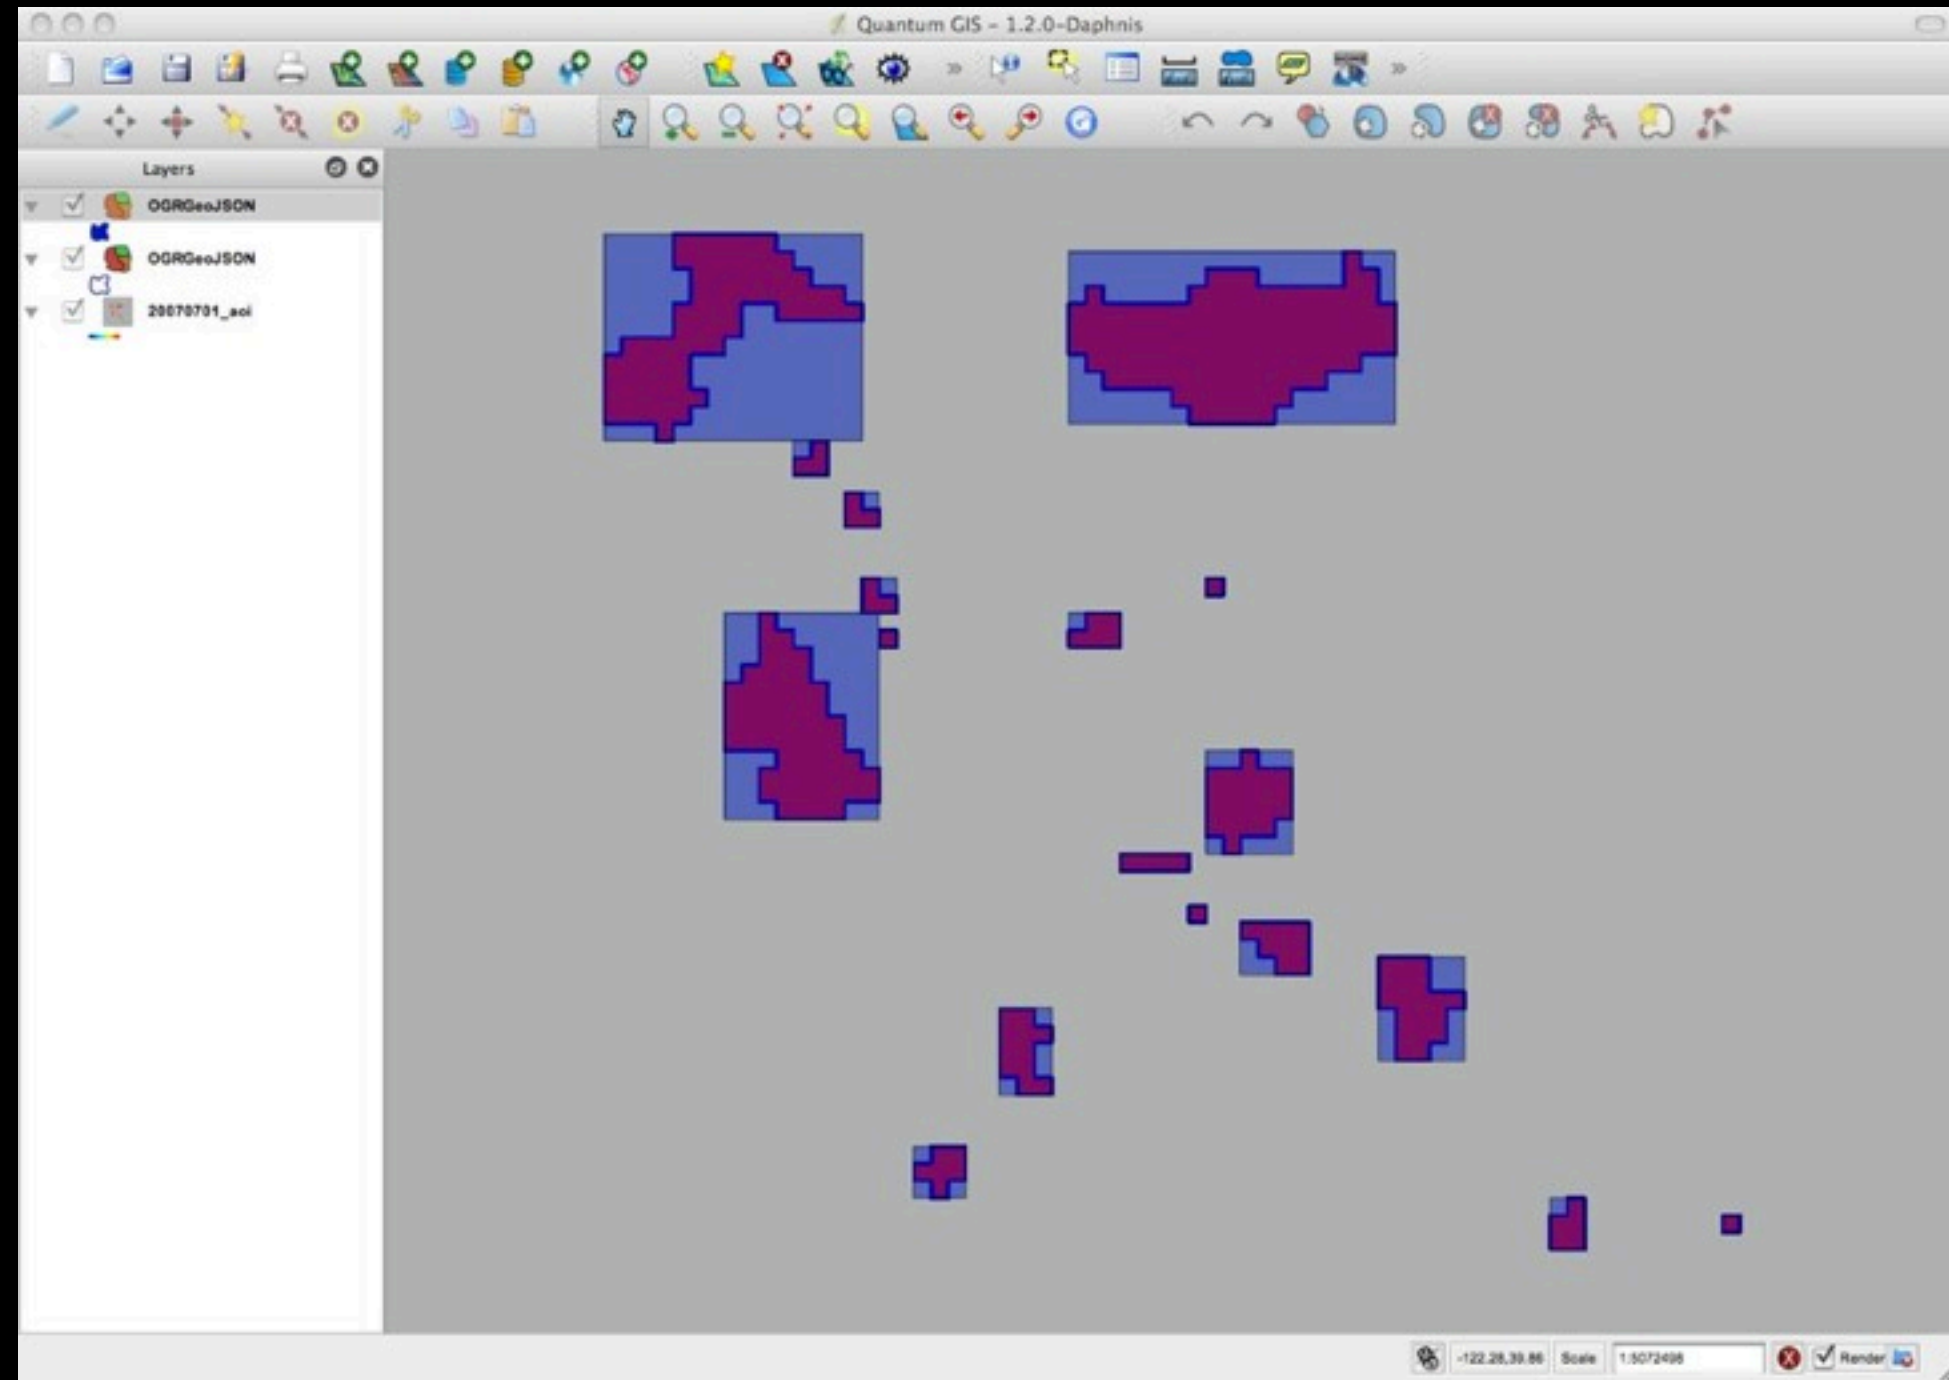 Quantum GIS - 1.2.0-Daphnis
Layers
OGRGeoJSON
OGRGeoJSON
20070701_aoi
-122.28,39.86 Scale 1:5072498 Render